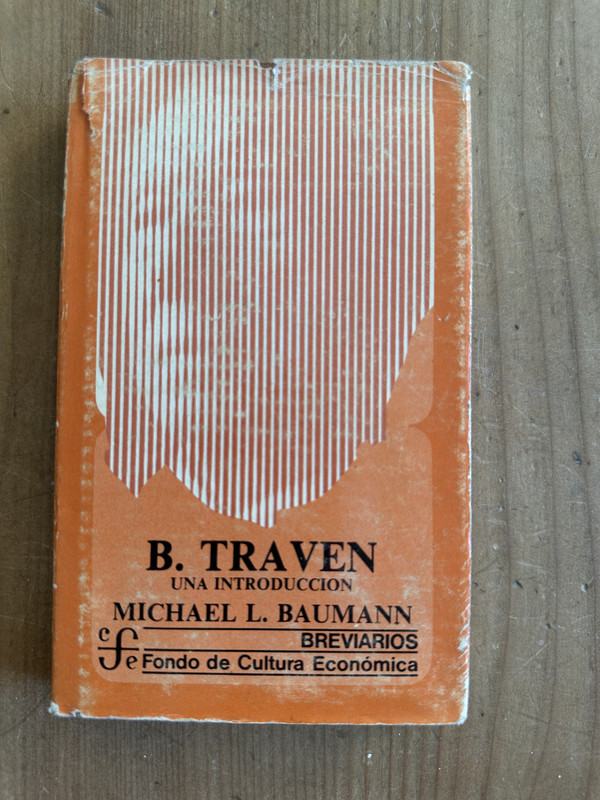 B. TRAVEN
UNA INTRODUCCION
MICHAEL L. BAUMANN
BREVIARIOS
cfe Fondo de Cultura Económica